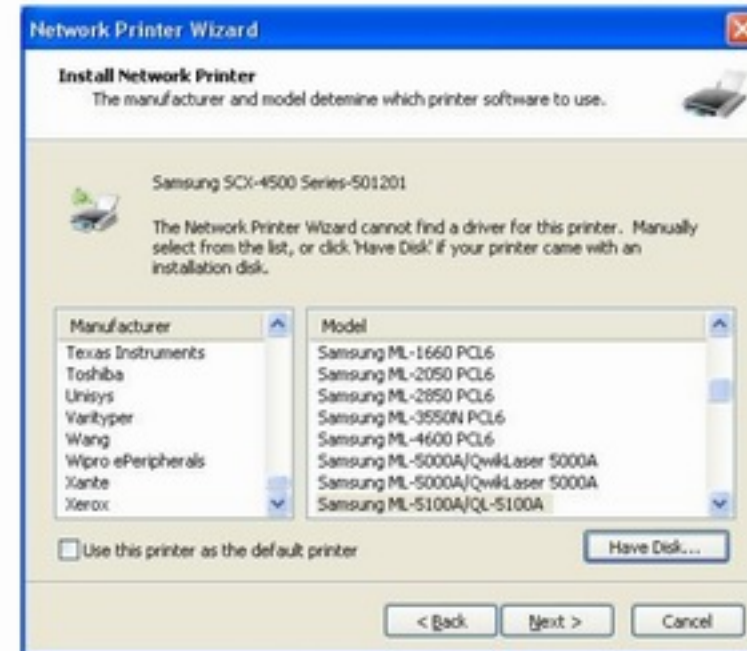 Network Printer Wizard
Install Network Printer
The manufacturer and model detemine which printer software to use.
Samsung SCX-4500 Series-501201
The Network Printer Wizard cannot find a driver for this printer. Manually
select from the list, or click 'Have Disk' if your printer came with an
installation disk.
Manufacturer
Texas Instruments
Toshiba
Unisys
Varityper
Wang
Wipro ePeripherals
Xante
Xerox
Model
Samsung ML-1660 PCL6
Samsung ML-2050 PCL6
Samsung ML-2850 PCL6
Samsung ML-3550N PCL6
Samsung ML-4600 PCL6
Samsung ML-5000A/QwikLaser 5000A
Samsung ML-5000A/QwikLaser 5000A
Samsung ML-5100A/QL-5100A
Use this printer as the default printer
Have Disk...
< Back
Next >
Cancel